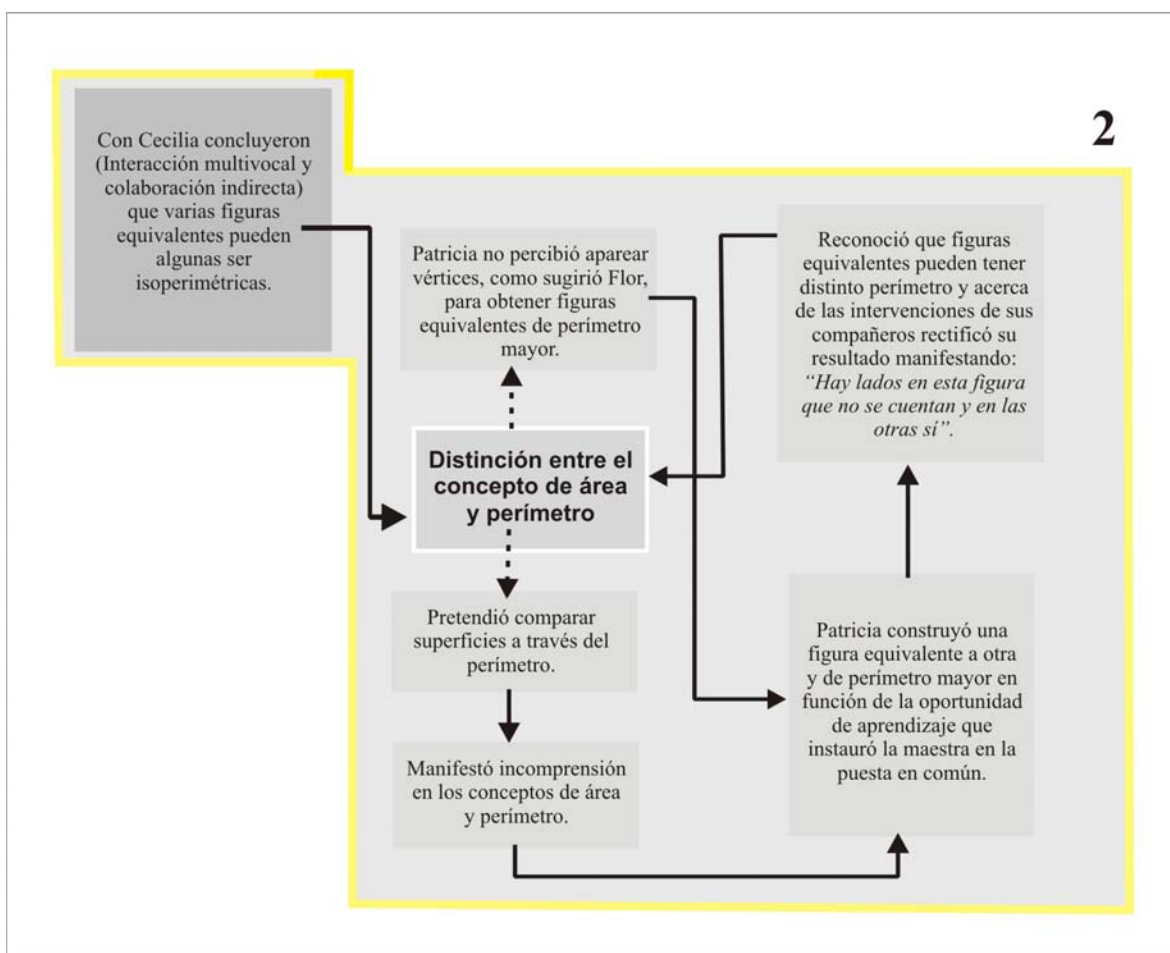 Con Cecilia concluyeron
(Interacción multivocal y
colaboración indirecta)
que varias figuras
equivalentes pueden
algunas ser
isoperimétricas.
2
Patricia no percibió aparear
vértices, como sugirió Flor,
para obtener figuras
equivalentes de perímetro
mayor.
Reconoció que figuras
equivalentes pueden tener
distinto perímetro y acerca
de las intervenciones de sus
compañeros rectificó su
resultado manifestando:
“Hay lados en esta figura
que no se cuentan y en las
otras sí”.
Distinción entre el
concepto de área
y perímetro
Pretendió comparar
superficies a través del
perímetro.
Manifestó incomprensión
en los conceptos de área
y perímetro.
Patricia construyó una
figura equivalente a otra
y de perímetro mayor en
función de la oportunidad
de aprendizaje que
instauró la maestra en la
puesta en común.